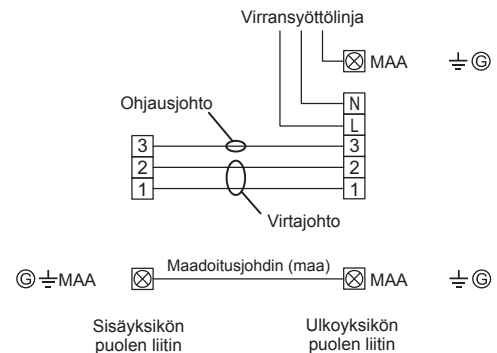 Virransyöttölinja
MAA ⏚ Ⓖ
Ohjausjohto
N
L
3 3
2 2
1 1
Virtajohto
Ⓖ ⏚ MAA Maadoitusjohdin (maa) MAA ⏚ Ⓖ
Sisäyksikön
puolen liitin
Ulkoyksikön
puolen liitin